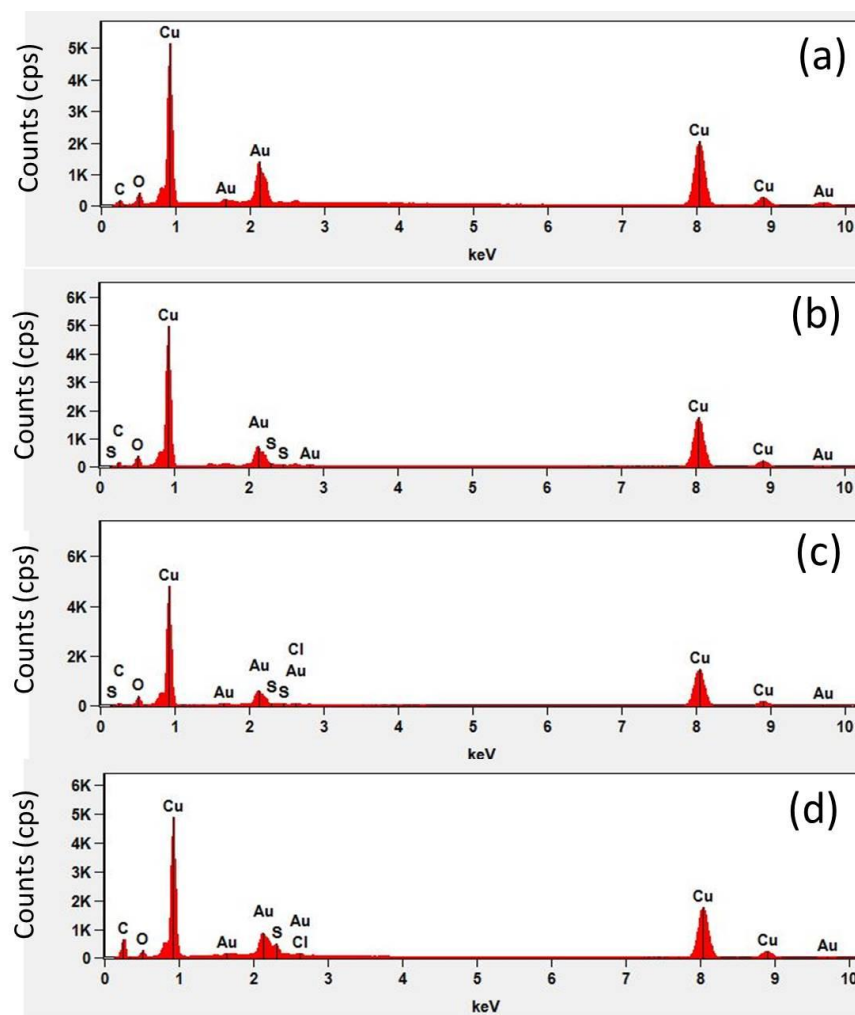 (a)
Counts (cps)
5K
4K
3K
2K
1K
0
Cu
C O Au Au Cu Cu Au
0 1 2 3 4 5 6 7 8 9 10
keV
(b)
Counts (cps)
6K
5K
4K
3K
2K
1K
0
Cu
S C O Au S S Au Cu Cu Au
0 1 2 3 4 5 6 7 8 9 10
keV
(c)
Counts (cps)
6K
4K
2K
0
Cu
S C O Au Au S S Cl Au Cu Cu Au
0 1 2 3 4 5 6 7 8 9 10
keV
(d)
Counts (cps)
6K
5K
4K
3K
2K
1K
0
Cu
C O Au Au S Au Cl Cu Cu Au
0 1 2 3 4 5 6 7 8 9 10
keV